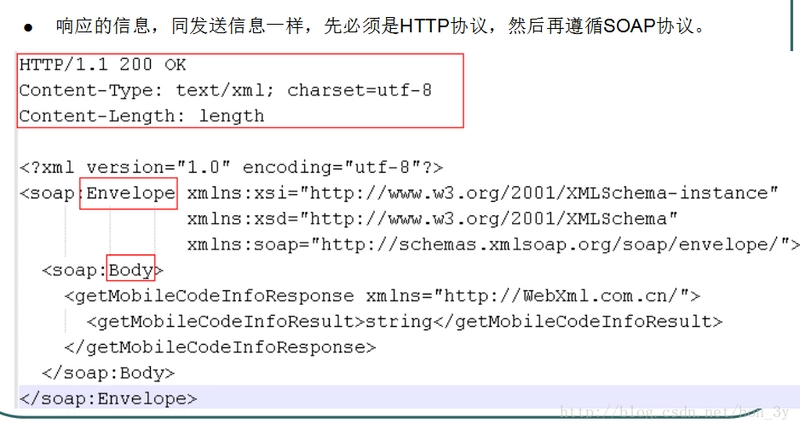 ● 响应的信息，同发送信息一样，先必须是HTTP协议，然后再遵循SOAP协议。
HTTP/1.1 200 OK
Content-Type: text/xml; charset=utf-8
Content-Length: length
<?xml version="1.0" encoding="utf-8"?>
<soap:Envelope xmlns:xsi="http://www.w3.org/2001/XMLSchema-instance"
xmlns:xsd="http://www.w3.org/2001/XMLSchema"
xmlns:soap="http://schemas.xmlsoap.org/soap/envelope/">
<soap:Body>
<getMobileCodeInfoResponse xmlns="http://WebXml.com.cn/">
<getMobileCodeInfoResult>string</getMobileCodeInfoResult>
</getMobileCodeInfoResponse>
</soap:Body>
</soap:Envelope>
http://blog.csdn.net/hon_3y